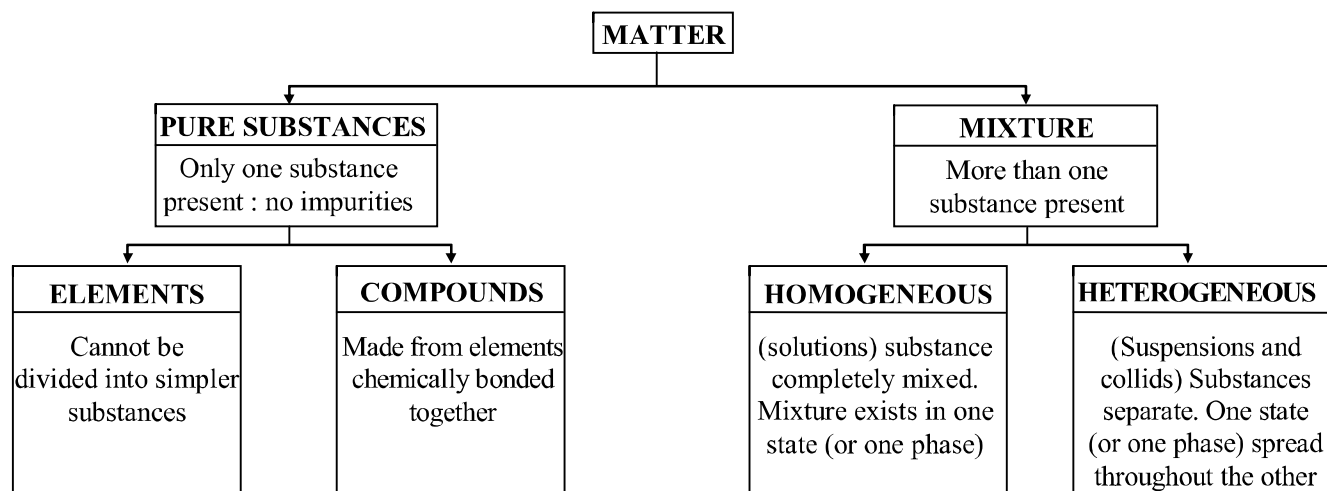 MATTER
PURE SUBSTANCES
Only one substance
present : no impurities
MIXTURE
More than one
substance present
ELEMENTS
Cannot be
divided into simpler
substances
COMPOUNDS
Made from elements
chemically bonded
together
HOMOGENEOUS
(solutions) substance
completely mixed.
Mixture exists in one
state (or one phase)
HETEROGENEOUS
(Suspensions and
collids) Substances
separate. One state
(or one phase) spread
throughout the other